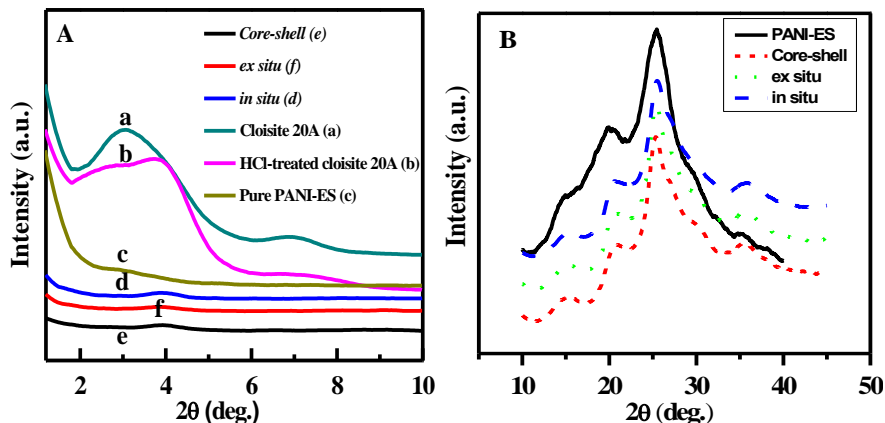 A
Core-shell (e)
ex situ (f)
in situ (d)
Cloisite 20A (a)
HCl-treated cloisite 20A (b)
Pure PANI-ES (c)
a
b
c
d
f
e
Intensity (a.u.)
2 4 6 8 10
2θ (deg.)
B
PANI-ES
Core-shell
ex situ
in situ
Intensity (a.u.)
10 20 30 40 50
2θ (deg.)